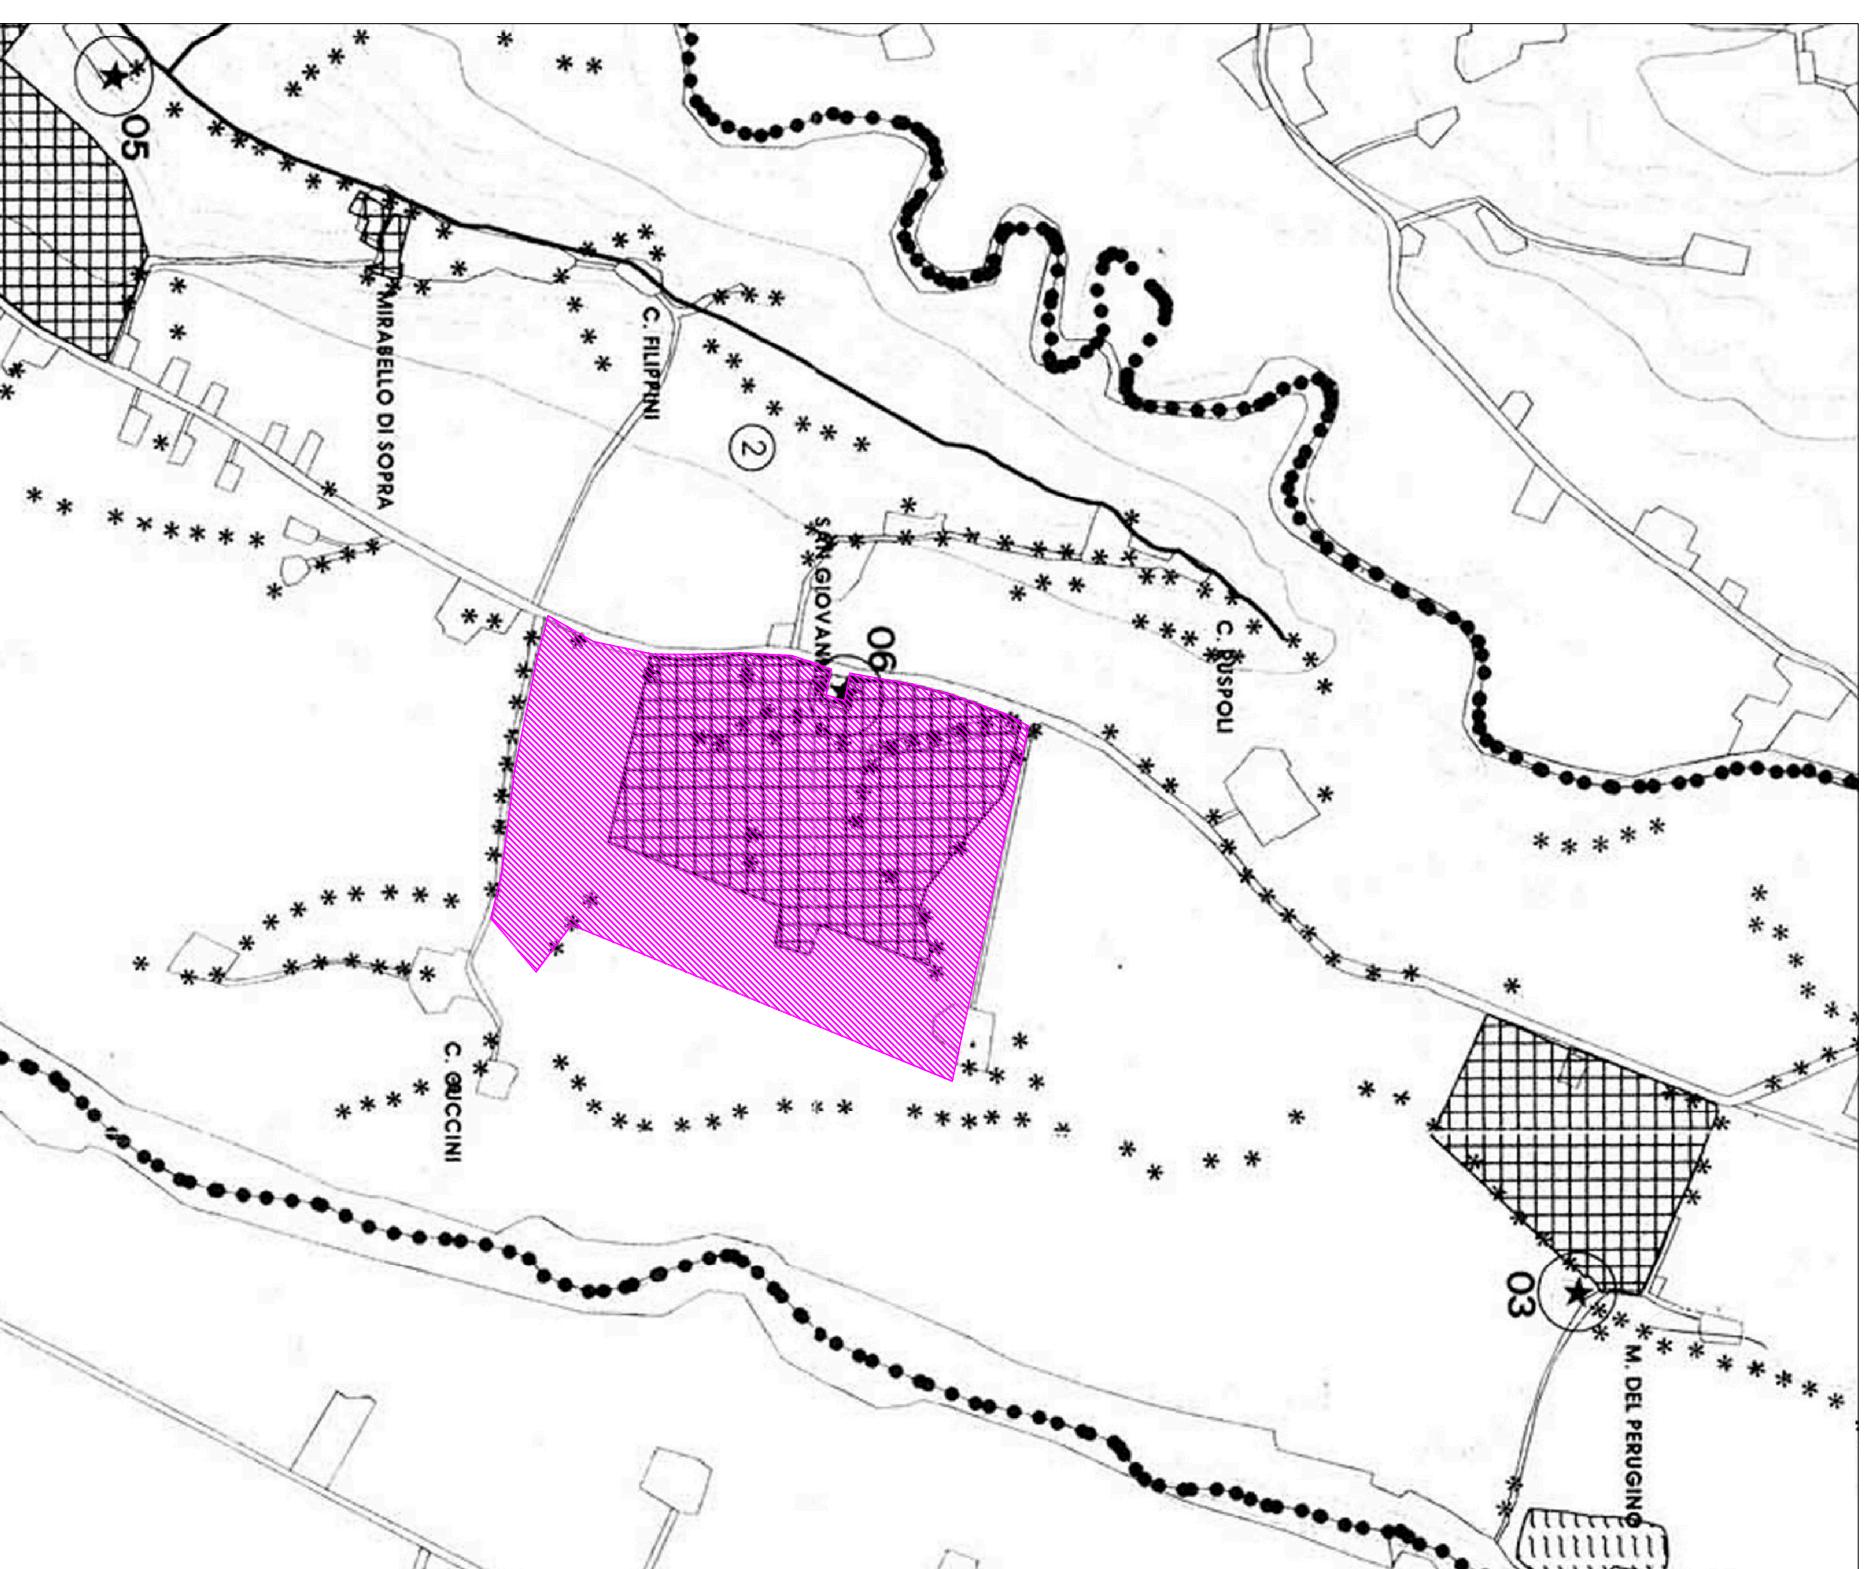 05
MIRABELLO DI SOPRA
C. FILIPPINI
2
SAN GIOVANNI
06
C. RUSPOLI
C. GUCCINI
03
M. DEL PERUGINO